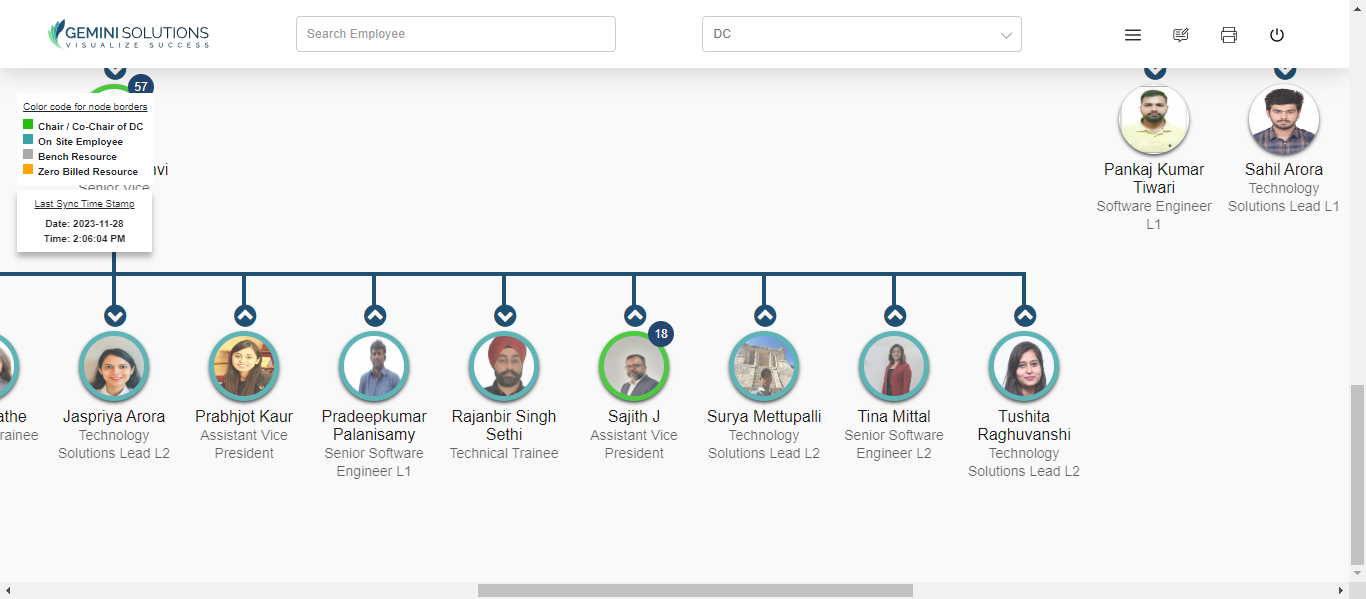 GEMINI SOLUTIONS
VISUALIZE SUCCESS
Search Employee
DC
57
Color code for node borders
Chair / Co-Chair of DC
On Site Employee
Bench Resource
Zero Billed Resource
nvi
Senior Vice
Last Sync Time Stamp
Date: 2023-11-28
Time: 2:06:04 PM
Pankaj Kumar
Tiwari
Software Engineer
L1
Sahil Arora
Technology
Solutions Lead L1
athe
rainee
Jaspriya Arora
Technology
Solutions Lead L2
Prabhjot Kaur
Assistant Vice
President
Pradeepkumar
Palanisamy
Senior Software
Engineer L1
Rajanbir Singh
Sethi
Technical Trainee
18
Sajith J
Assistant Vice
President
Surya Mettupalli
Technology
Solutions Lead L2
Tina Mittal
Senior Software
Engineer L2
Tushita
Raghuvanshi
Technology
Solutions Lead L2